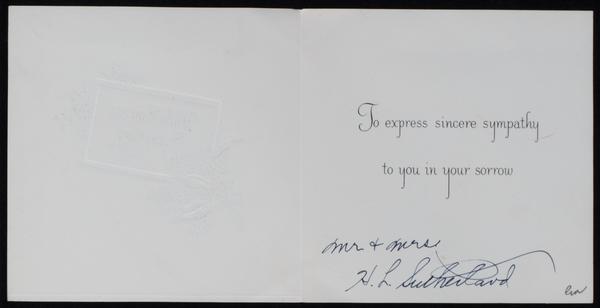 To express sincere sympathy
to you in your sorrow
Mr. & Mrs.
H. L. Sutherland